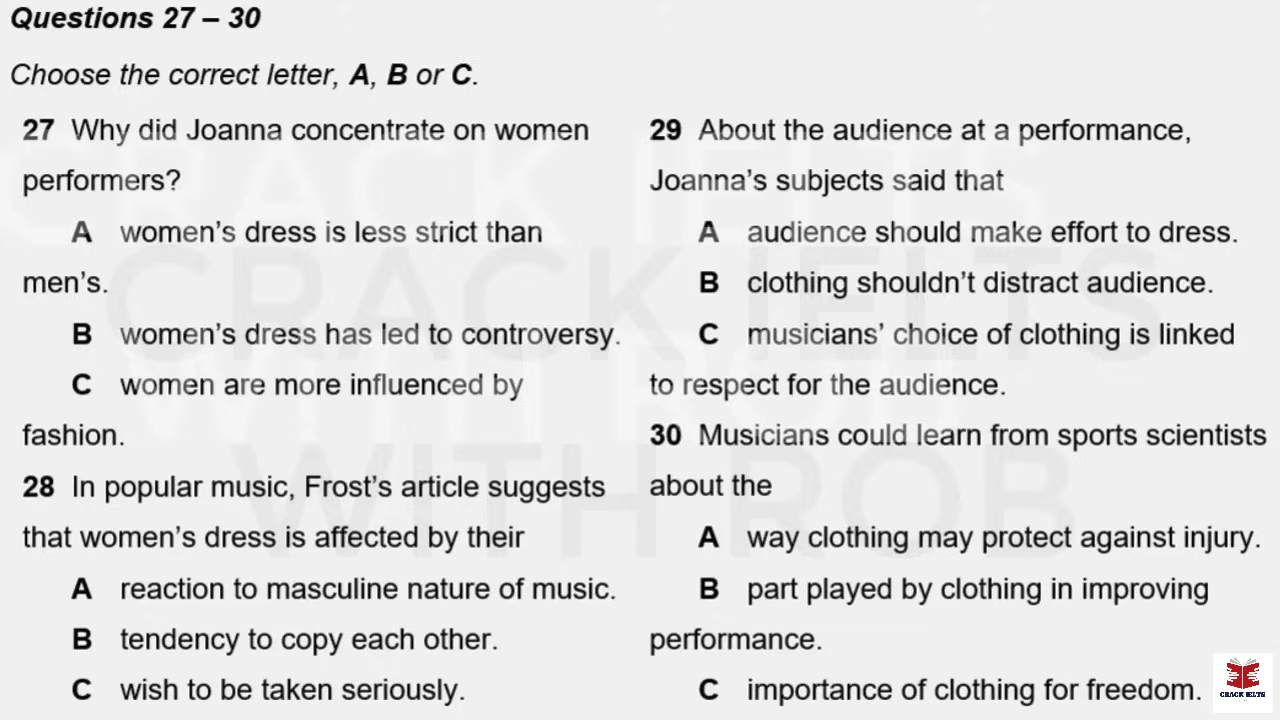 Questions 27 – 30
Choose the correct letter, A, B or C.
27 Why did Joanna concentrate on women
performers?
A women's dress is less strict than
men's.
B women's dress has led to controversy.
C women are more influenced by
fashion.
28 In popular music, Frost's article suggests
that women's dress is affected by their
A reaction to masculine nature of music.
B tendency to copy each other.
C wish to be taken seriously.
29 About the audience at a performance,
Joanna's subjects said that
A audience should make effort to dress.
B clothing shouldn't distract audience.
C musicians' choice of clothing is linked
to respect for the audience.
30 Musicians could learn from sports scientists
about the
A way clothing may protect against injury.
B part played by clothing in improving
performance.
C importance of clothing for freedom.
CRACK IELTS
WITH ROB
CRACK IELTS